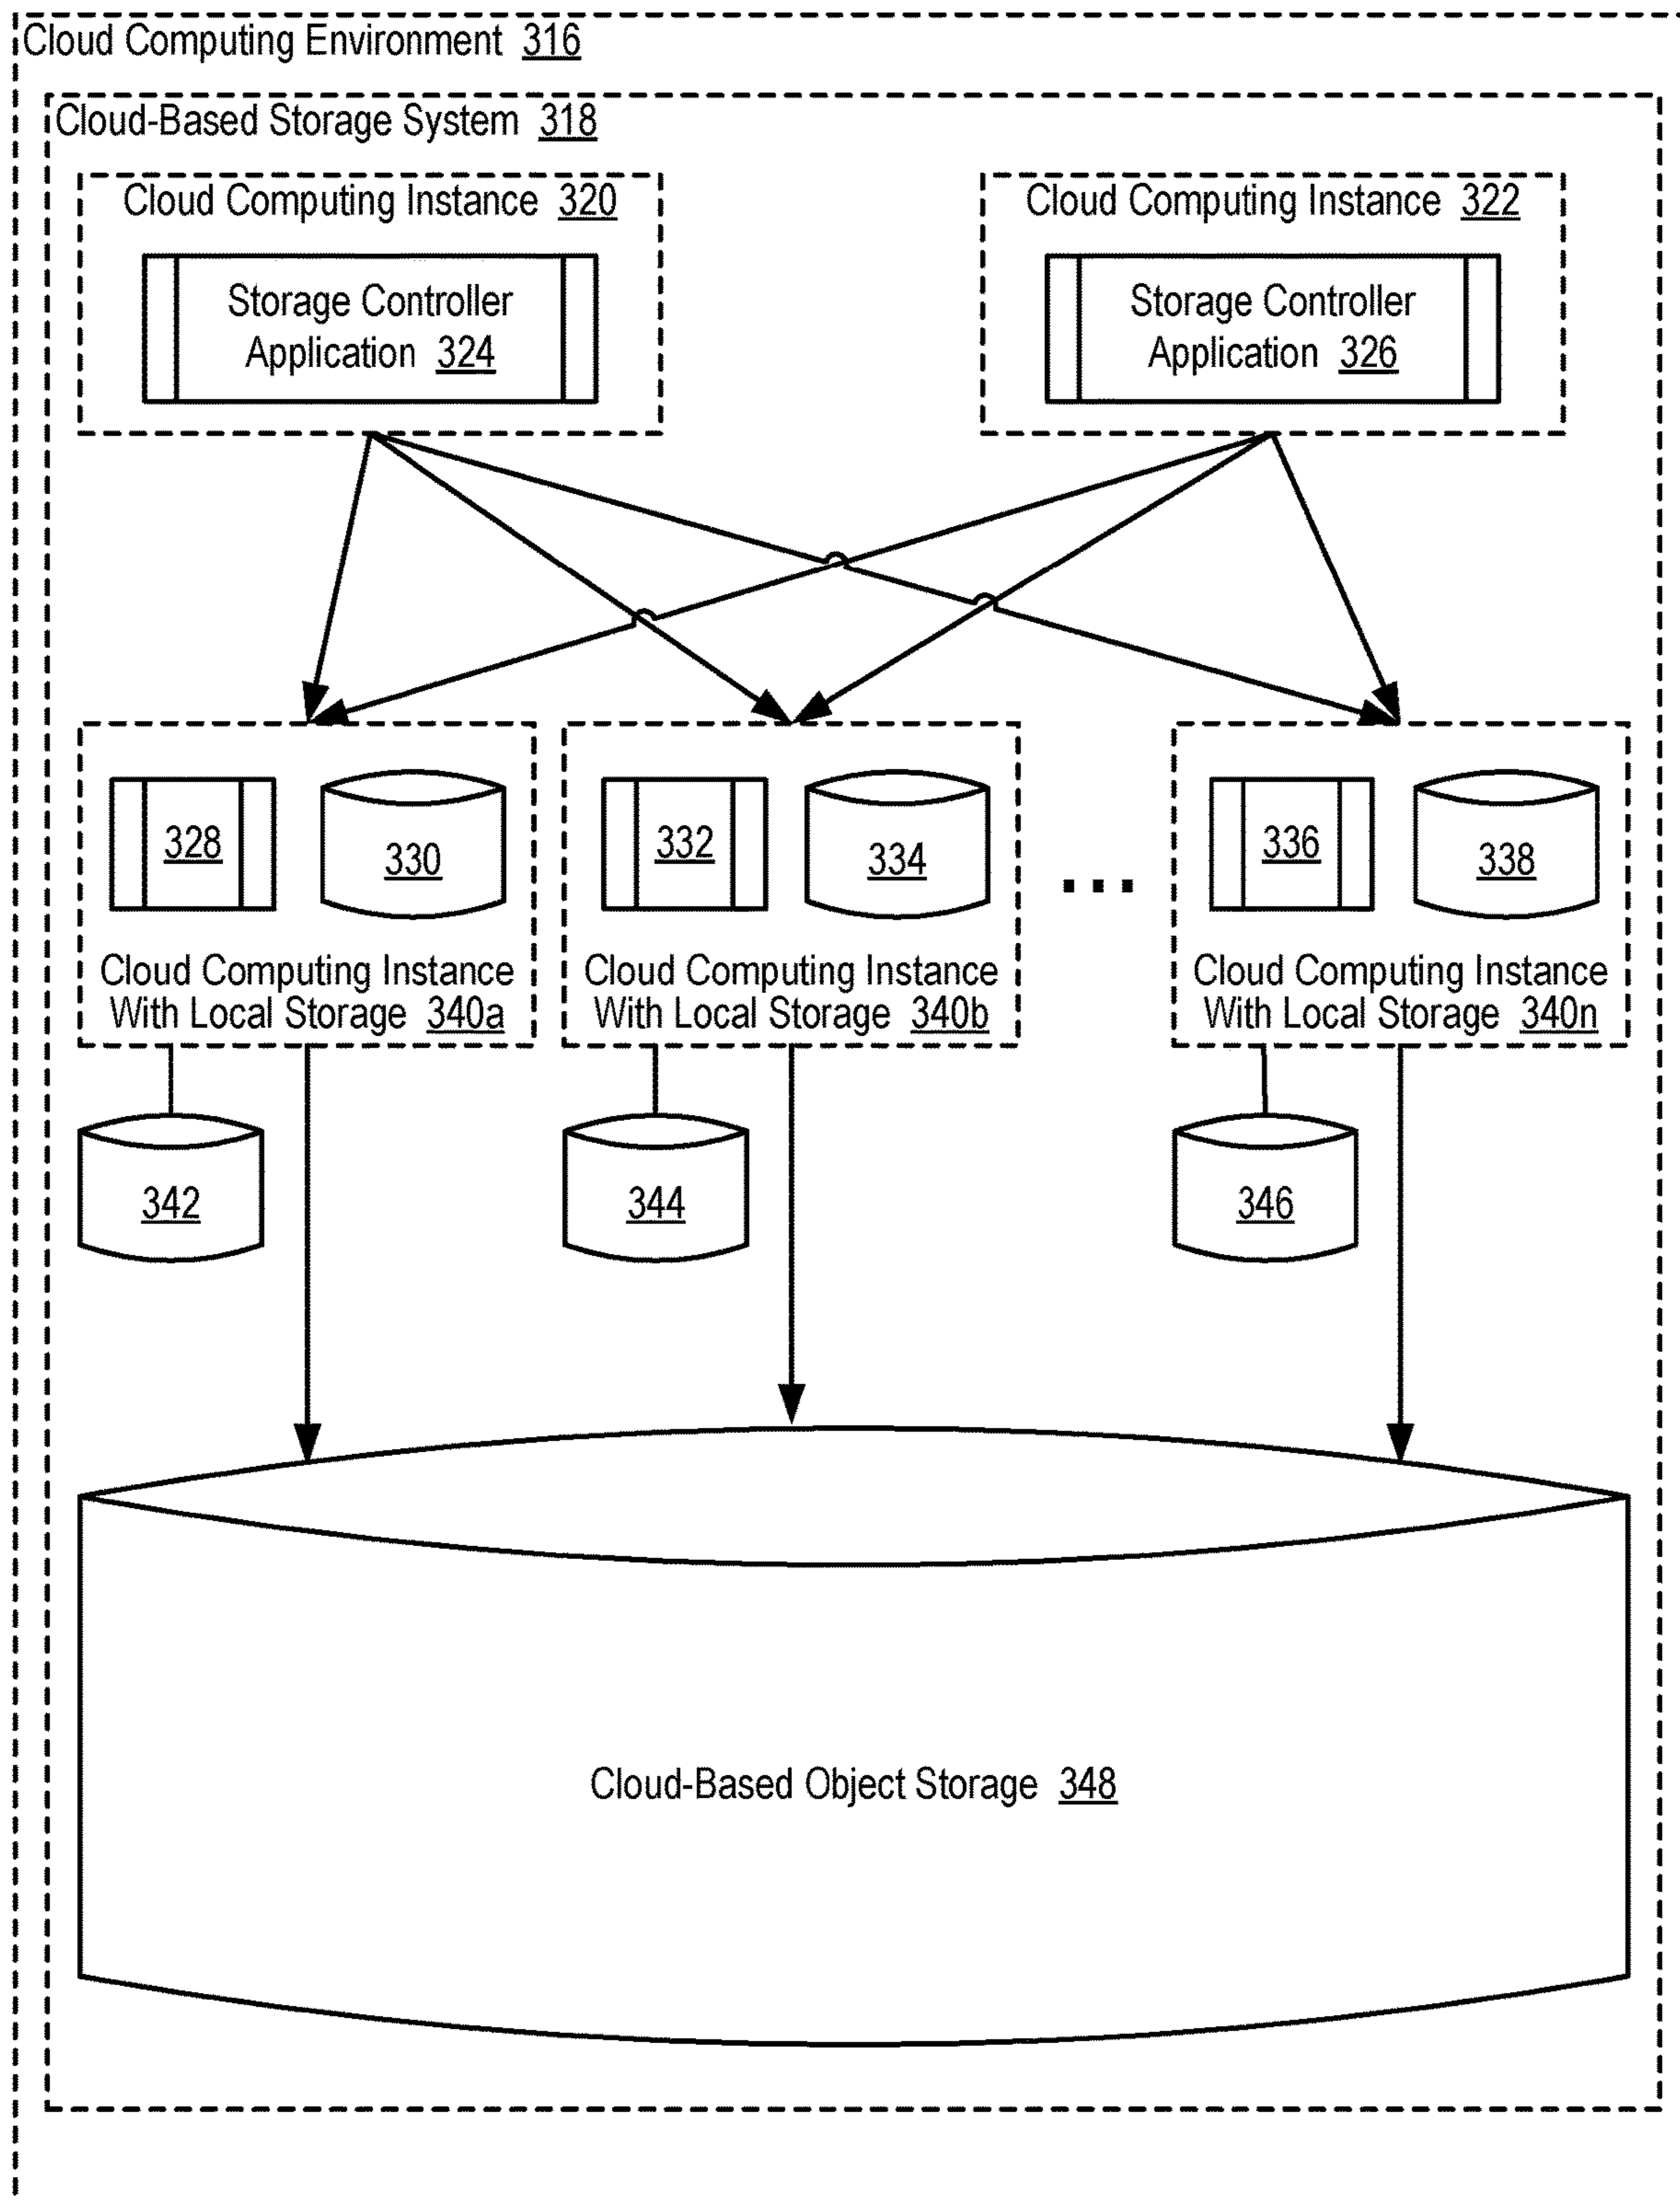 Cloud Computing Environment 316
Cloud-Based Storage System 318
Cloud Computing Instance 320
Storage Controller
Application 324
Cloud Computing Instance 322
Storage Controller
Application 326
328
330
Cloud Computing Instance
With Local Storage 340a
332
334
Cloud Computing Instance
With Local Storage 340b
...
336
338
Cloud Computing Instance
With Local Storage 340n
342
344
346
Cloud-Based Object Storage 348